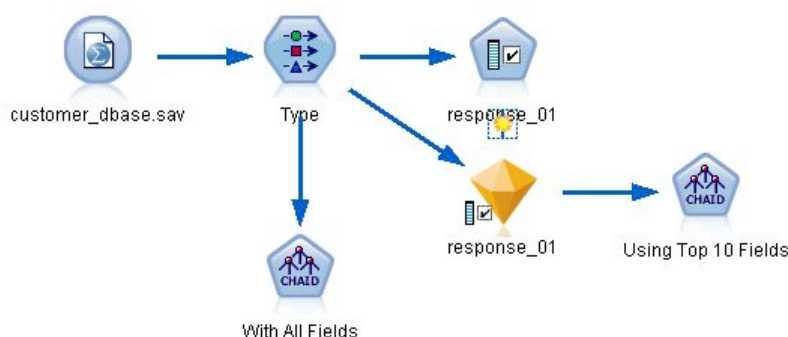 customer_dbase.sav
Type
response_01
response_01
CHAID
Using Top 10 Fields
CHAID
With All Fields